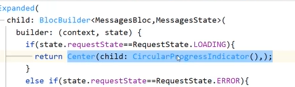 Expanded(
child: BlocBuilder<MessagesBloc,MessagesState>(
builder: (context, state) {
if(state.requestState==RequestState.LOADING){
return Center(child: CircularProgressIndicator(),);
}
else if(state.requestState==RequestState.ERROR){